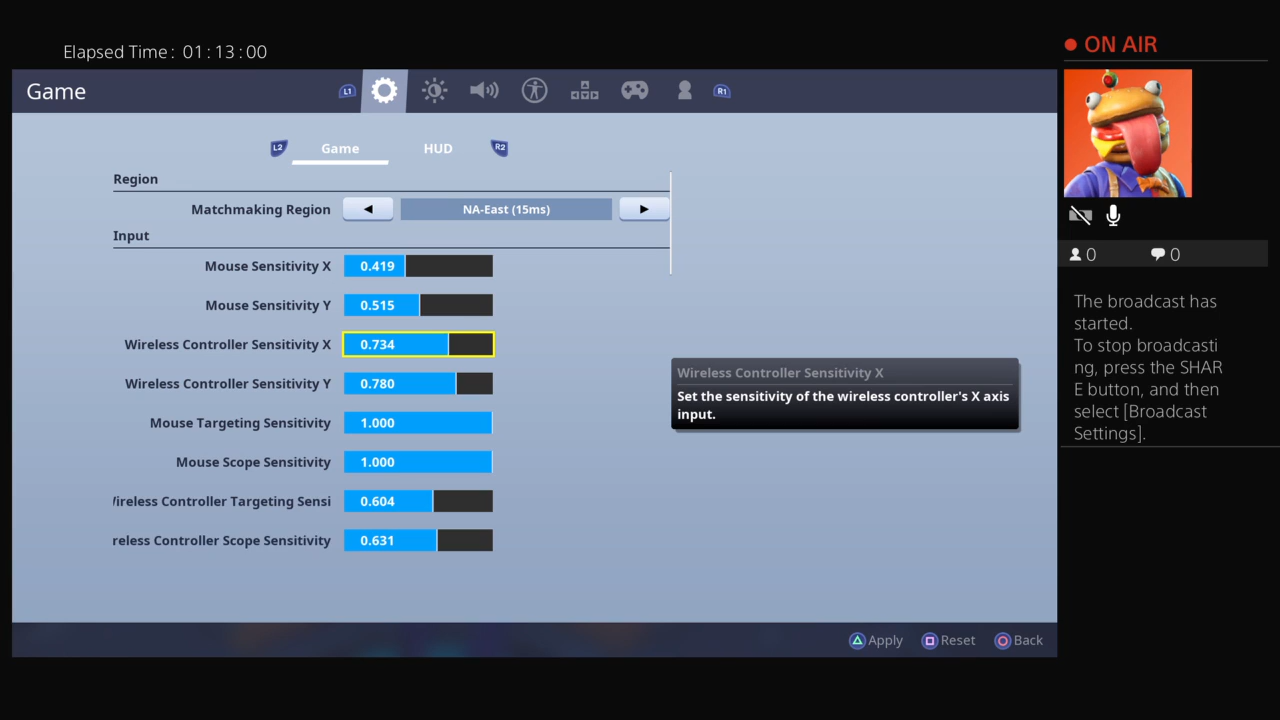 Elapsed Time: 01:13:00
ON AIR
Game
L1
R1
L2
Game
HUD
R2
Region
Matchmaking Region
NA-East (15ms)
Input
Mouse Sensitivity X
0.419
Mouse Sensitivity Y
0.515
Wireless Controller Sensitivity X
0.734
Wireless Controller Sensitivity Y
0.780
Mouse Targeting Sensitivity
1.000
Mouse Scope Sensitivity
1.000
Wireless Controller Targeting Sensi
0.604
reless Controller Scope Sensitivity
0.631
Wireless Controller Sensitivity X
Set the sensitivity of the wireless controller's X axis
input.
0
0
The broadcast has
started.
To stop broadcasti
ng, press the SHAR
E button, and then
select [Broadcast
Settings].
Apply
Reset
Back